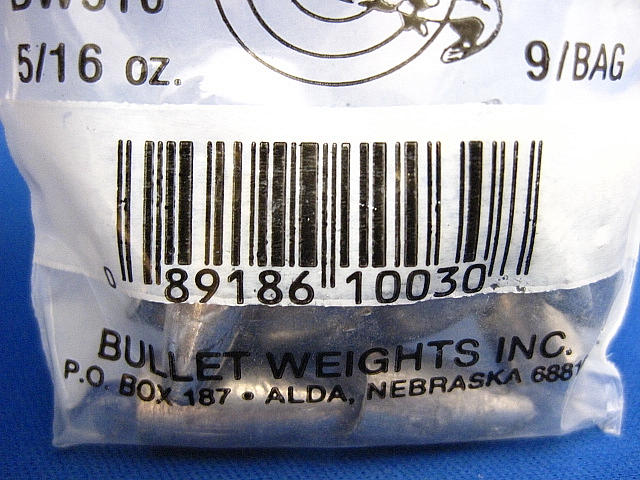 5/16 oz. 9/BAG
0 89186 10030
BULLET WEIGHTS INC.
P.O. BOX 187 • ALDA, NEBRASKA